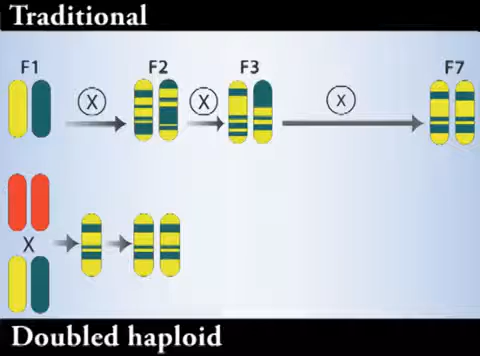 Traditional
F1 F2 F3 F7
X X X
X
Doubled haploid